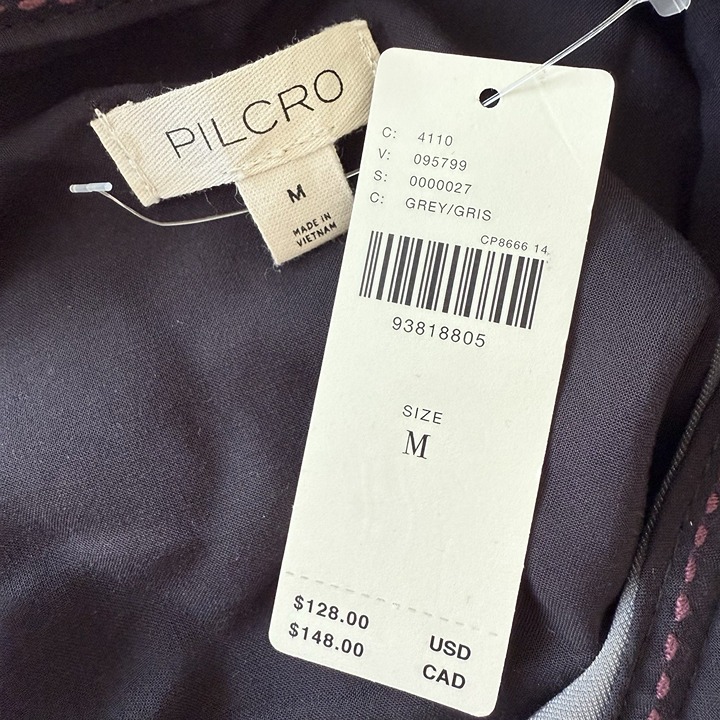 PILCRO
M
MADE IN
VIETNAM
C: 4110
V: 095799
S: 0000027
C: GREY/GRIS
CP8666 14
93818805
SIZE
M
$128.00 USD
$148.00 CAD